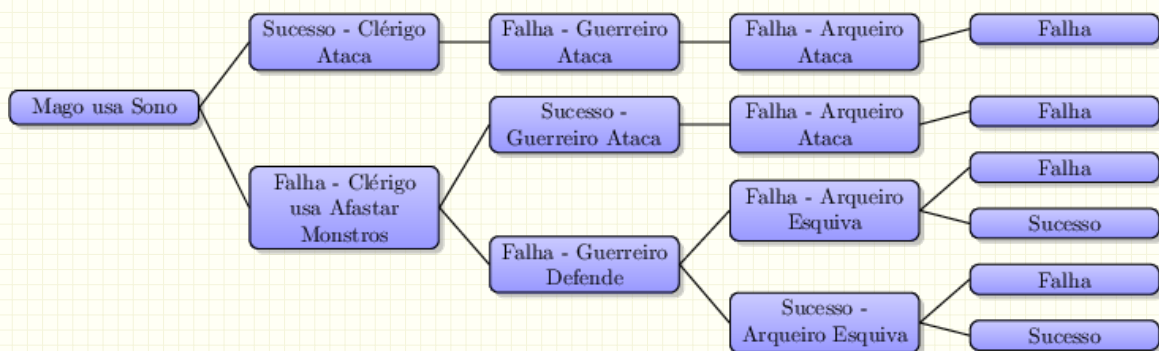 Mago usa Sono
Sucesso - Clérigo
Ataca
Falha - Guerreiro
Ataca
Falha - Arqueiro
Ataca
Falha
Falha - Clérigo
usa Afastar
Monstros
Sucesso -
Guerreiro Ataca
Falha - Arqueiro
Ataca
Falha
Falha - Guerreiro
Defende
Falha - Arqueiro
Esquiva
Falha
Sucesso
Sucesso -
Arqueiro Esquiva
Falha
Sucesso